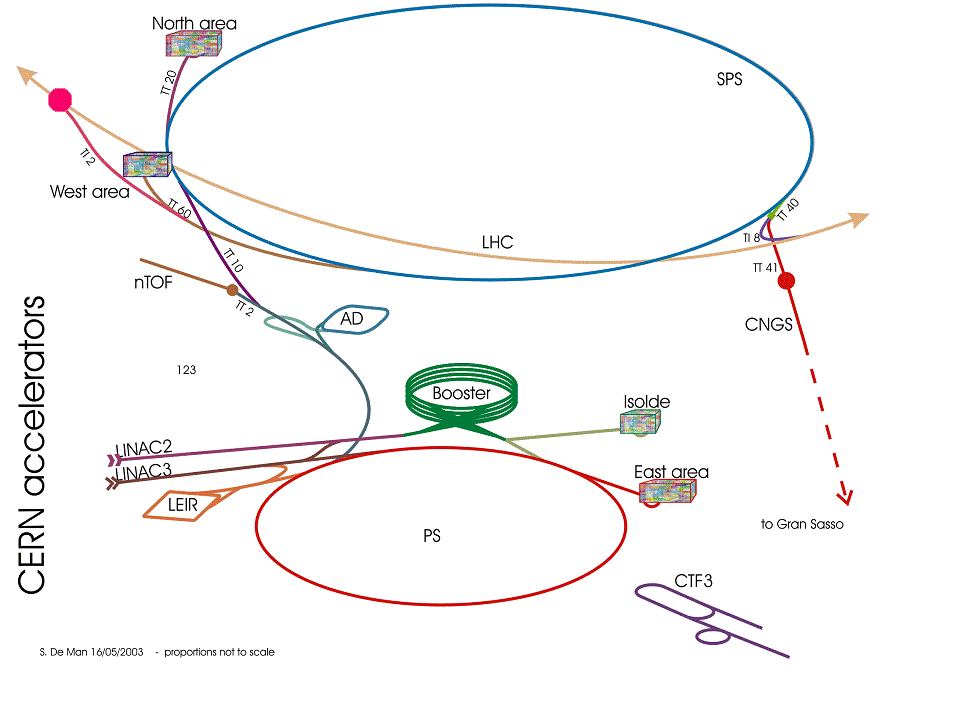 North area
SPS
TT 20
TI 2
West area
TT 60
TT 40
TI 8
LHC
TT 10
TT 41
nTOF
TT 2
AD
CNGS
123
Booster
Isolde
LINAC2
LINAC3
East area
LEIR
PS
to Gran Sasso
CTF3
CERN accelerators
S. De Man 16/05/2003 - proportions not to scale